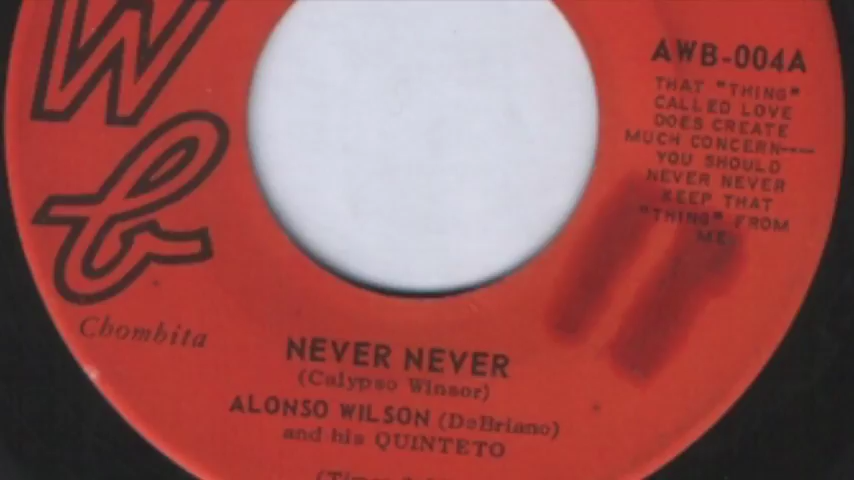 W
b
AWB-004A
THAT "THING"
CALLED LOVE
DOES CREATE
MUCH CONCERN----
YOU SHOULD
NEVER NEVER
KEEP THAT
"THING" FROM
ME
Chombita
NEVER NEVER
(Calypso Winsor)
ALONSO WILSON (DeBriano)
and his QUINTETO